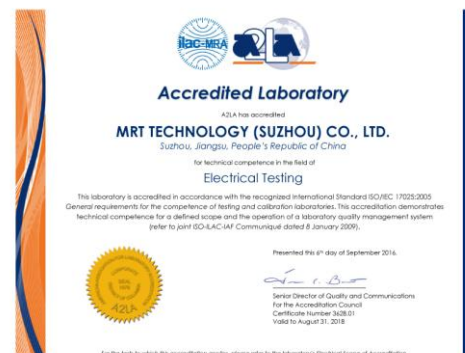 ilac-MRA
A2LA
Accredited Laboratory
A2LA has accredited
MRT TECHNOLOGY (SUZHOU) CO., LTD.
Suzhou, Jiangsu, People's Republic of China
for technical competence in the field of
Electrical Testing
This laboratory is accredited in accordance with the recognized International Standard ISO/IEC 17025:2005
General requirements for the competence of testing and calibration laboratories. This accreditation demonstrates
technical competence for a defined scope and the operation of a laboratory quality management system
(refer to joint ISO-ILAC-IAF Communiqué dated 8 January 2009).
Presented this 6th day of September 2016.
Senior Director of Quality and Communications
For the Accreditation Council
Certificate Number 3628.01
Valid to August 31, 2018
A2LA